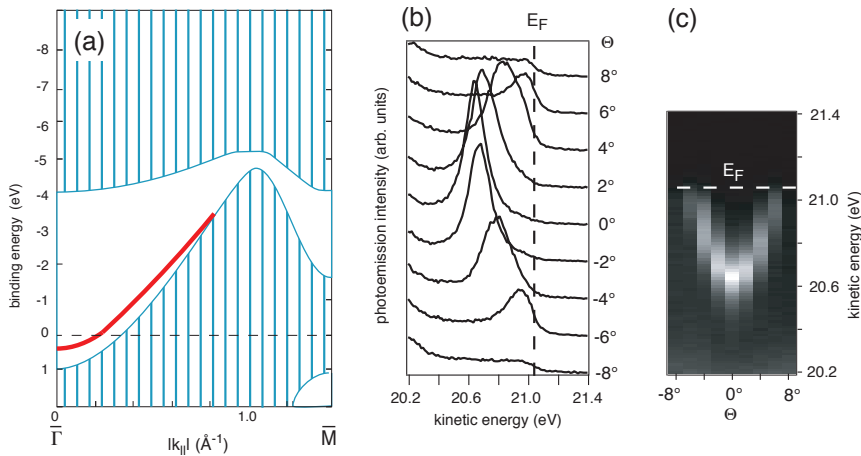 (a)
-8
-7
-6
-5
-4
-3
-2
-1
0
1
binding energy (eV)
0
1.0
Γ̅
M̅
|k||| (Å⁻¹)
(b)
E_F
Θ
8°
6°
4°
2°
0°
-2°
-4°
-6°
-8°
photoemission intensity (arb. units)
20.2
20.6
21.0
21.4
kinetic energy (eV)
(c)
E_F
21.4
21.0
20.6
20.2
kinetic energy (eV)
-8°
0°
8°
Θ